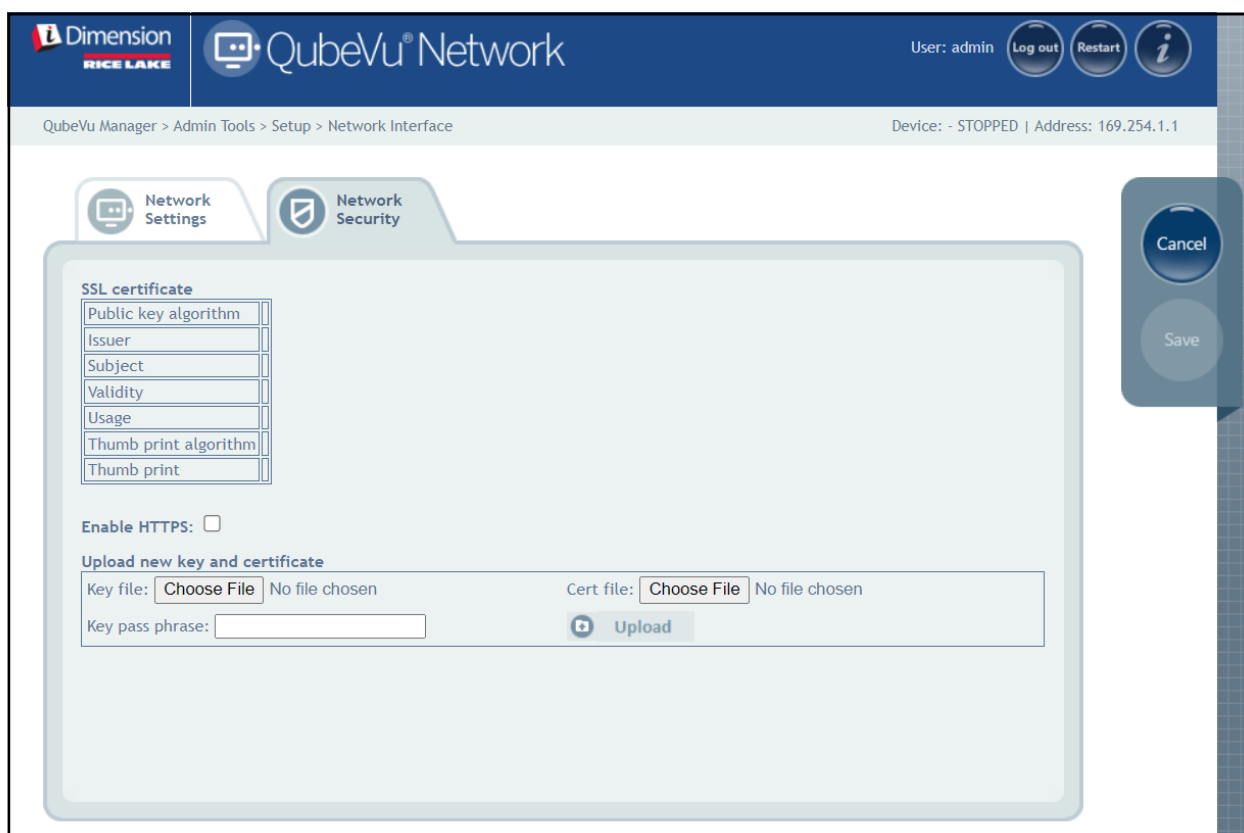 iDimension
RICE LAKE
QubeVu® Network
User: admin
Log out
Restart
i
QubeVu Manager > Admin Tools > Setup > Network Interface
Device: - STOPPED | Address: 169.254.1.1
Network
Settings
Network
Security
Cancel
Save
SSL certificate
Public key algorithm
Issuer
Subject
Validity
Usage
Thumb print algorithm
Thumb print
Enable HTTPS:
Upload new key and certificate
Key file: Choose File No file chosen
Cert file: Choose File No file chosen
Key pass phrase:
Upload